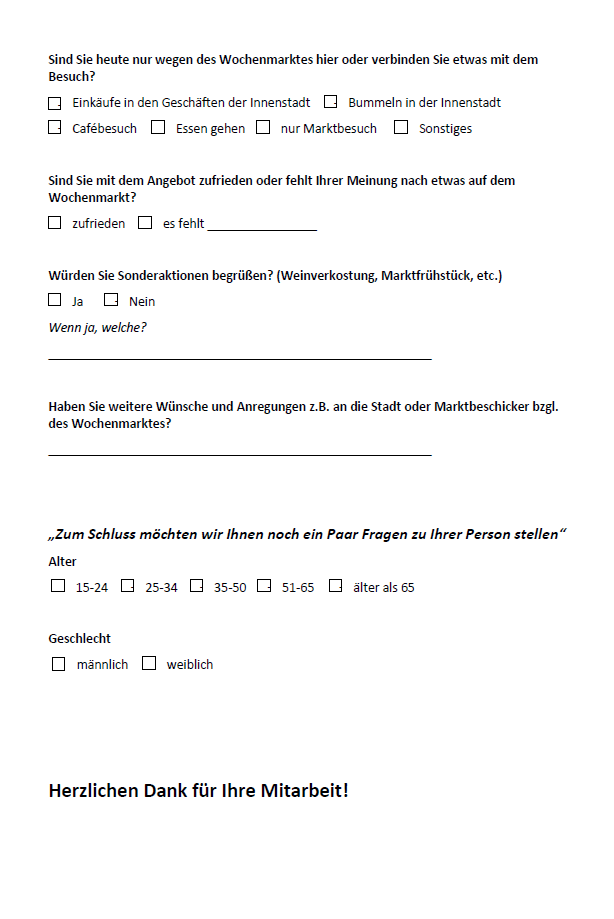 Sind Sie heute nur wegen des Wochenmarktes hier oder verbinden Sie etwas mit dem
Besuch?
Einkäufe in den Geschäften der Innenstadt Bummeln in der Innenstadt
Cafébesuch Essen gehen nur Marktbesuch Sonstiges
Sind Sie mit dem Angebot zufrieden oder fehlt Ihrer Meinung nach etwas auf dem
Wochenmarkt?
zufrieden es fehlt ________________
Würden Sie Sonderaktionen begrüßen? (Weinverkostung, Marktfrühstück, etc.)
Ja Nein
Wenn ja, welche?
Haben Sie weitere Wünsche und Anregungen z.B. an die Stadt oder Marktbeschicker bzgl.
des Wochenmarktes?
„Zum Schluss möchten wir Ihnen noch ein Paar Fragen zu Ihrer Person stellen“
Alter
15-24 25-34 35-50 51-65 älter als 65
Geschlecht
männlich weiblich
Herzlichen Dank für Ihre Mitarbeit!